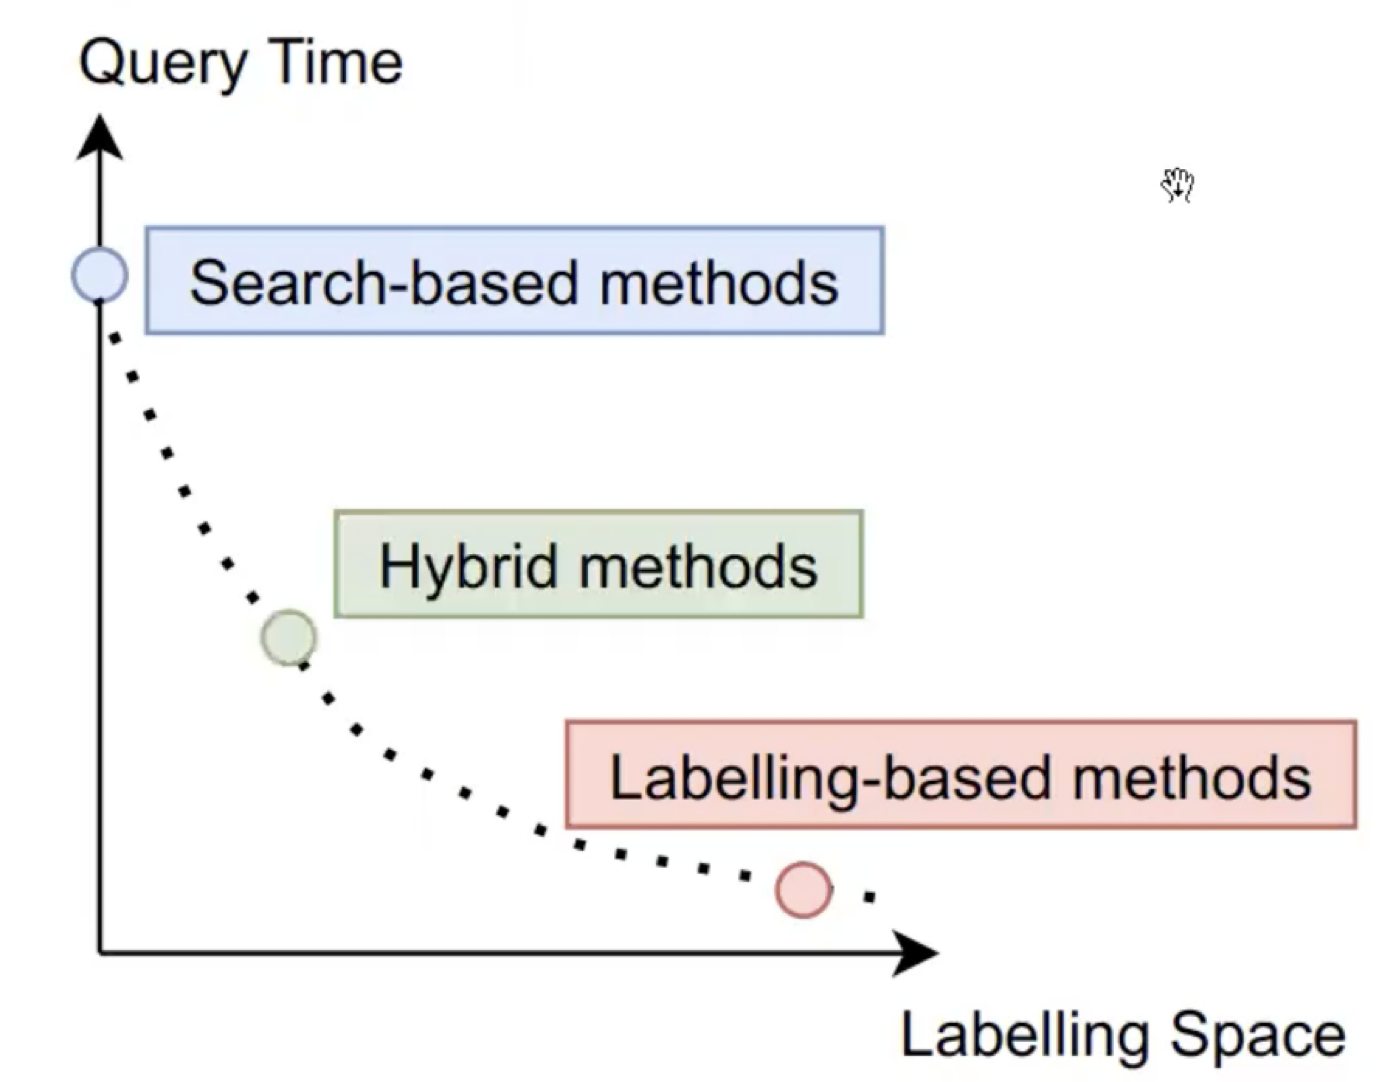 Query Time
Search-based methods
Hybrid methods
Labelling-based methods
Labelling Space